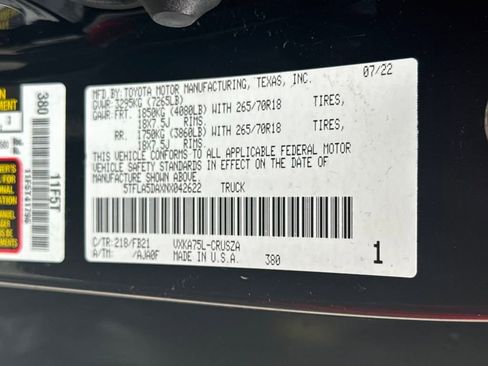 MFD. BY: TOYOTA MOTOR MANUFACTURING, TEXAS, INC. 07/22
GVWR: 3295KG (7265LB)
GAWR: FRT. 1850KG (4080LB) WITH 265/70R18 TIRES,
18X7.5J RIMS.
RR. 1750KG (3860LB) WITH 265/70R18 TIRES,
18X7.5J RIMS.
THIS VEHICLE CONFORMS TO ALL APPLICABLE FEDERAL MOTOR
VEHICLE SAFETY STANDARDS IN EFFECT ON THE DATE OF
MANUFACTURE SHOWN ABOVE.
5TFLA5DAXNX042622 TRUCK
C/TR: 218/FB21 VXKA75L-CRUSZA
A/TM: -/AJA0F MADE IN U.S.A. 380 1
380
11F5T